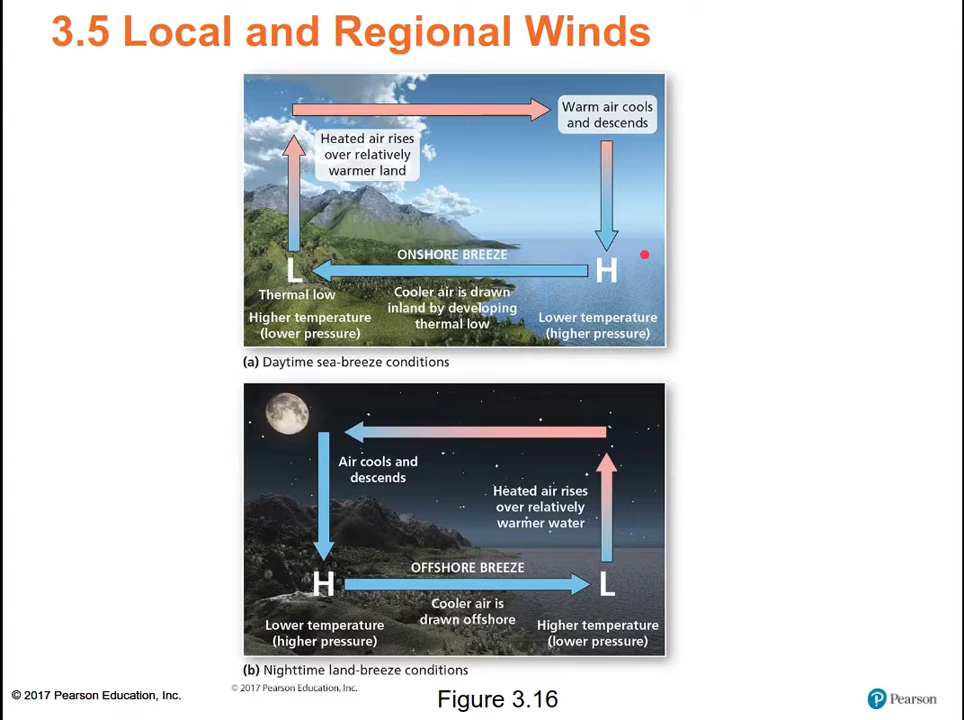 3.5 Local and Regional Winds
Warm air cools
and descends
Heated air rises
over relatively
warmer land
ONSHORE BREEZE
L
H
Thermal low
Higher temperature
(lower pressure)
Cooler air is drawn
inland by developing
thermal low
Lower temperature
(higher pressure)
(a) Daytime sea-breeze conditions
Air cools and
descends
Heated air rises
over relatively
warmer water
OFFSHORE BREEZE
H
L
Cooler air is
drawn offshore
Lower temperature
(higher pressure)
Higher temperature
(lower pressure)
(b) Nighttime land-breeze conditions
© 2017 Pearson Education, Inc.
© 2017 Pearson Education, Inc.
Figure 3.16
Pearson